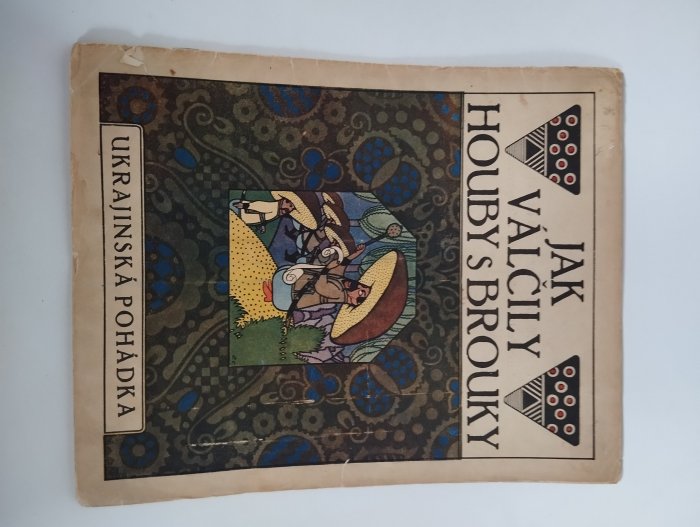 JAK
VÁLČILY
HOUBY S BROUKY
UKRAJINSKÁ POHÁDKA